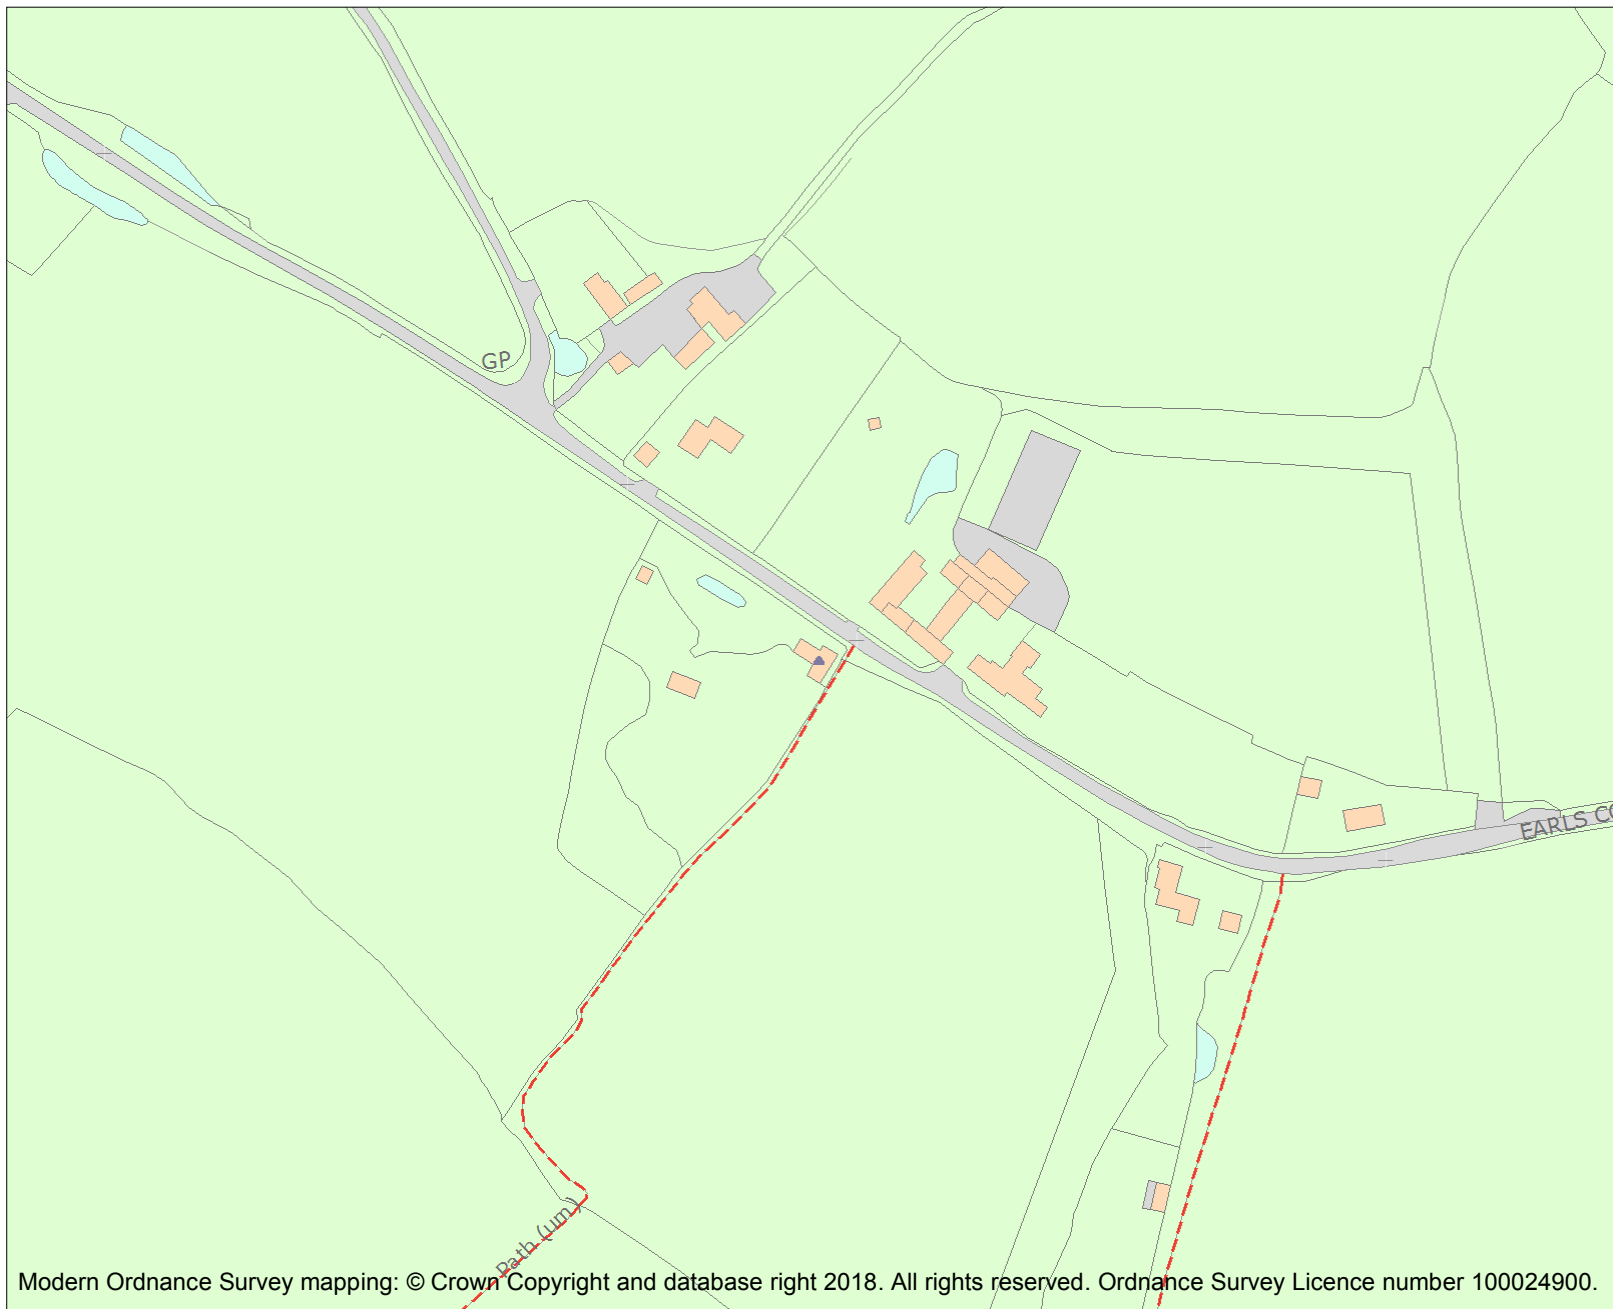 GP
EARLS CO
Path (um)
Modern Ordnance Survey mapping: © Crown Copyright and database right 2018. All rights reserved. Ordnance Survey Licence number 100024900.